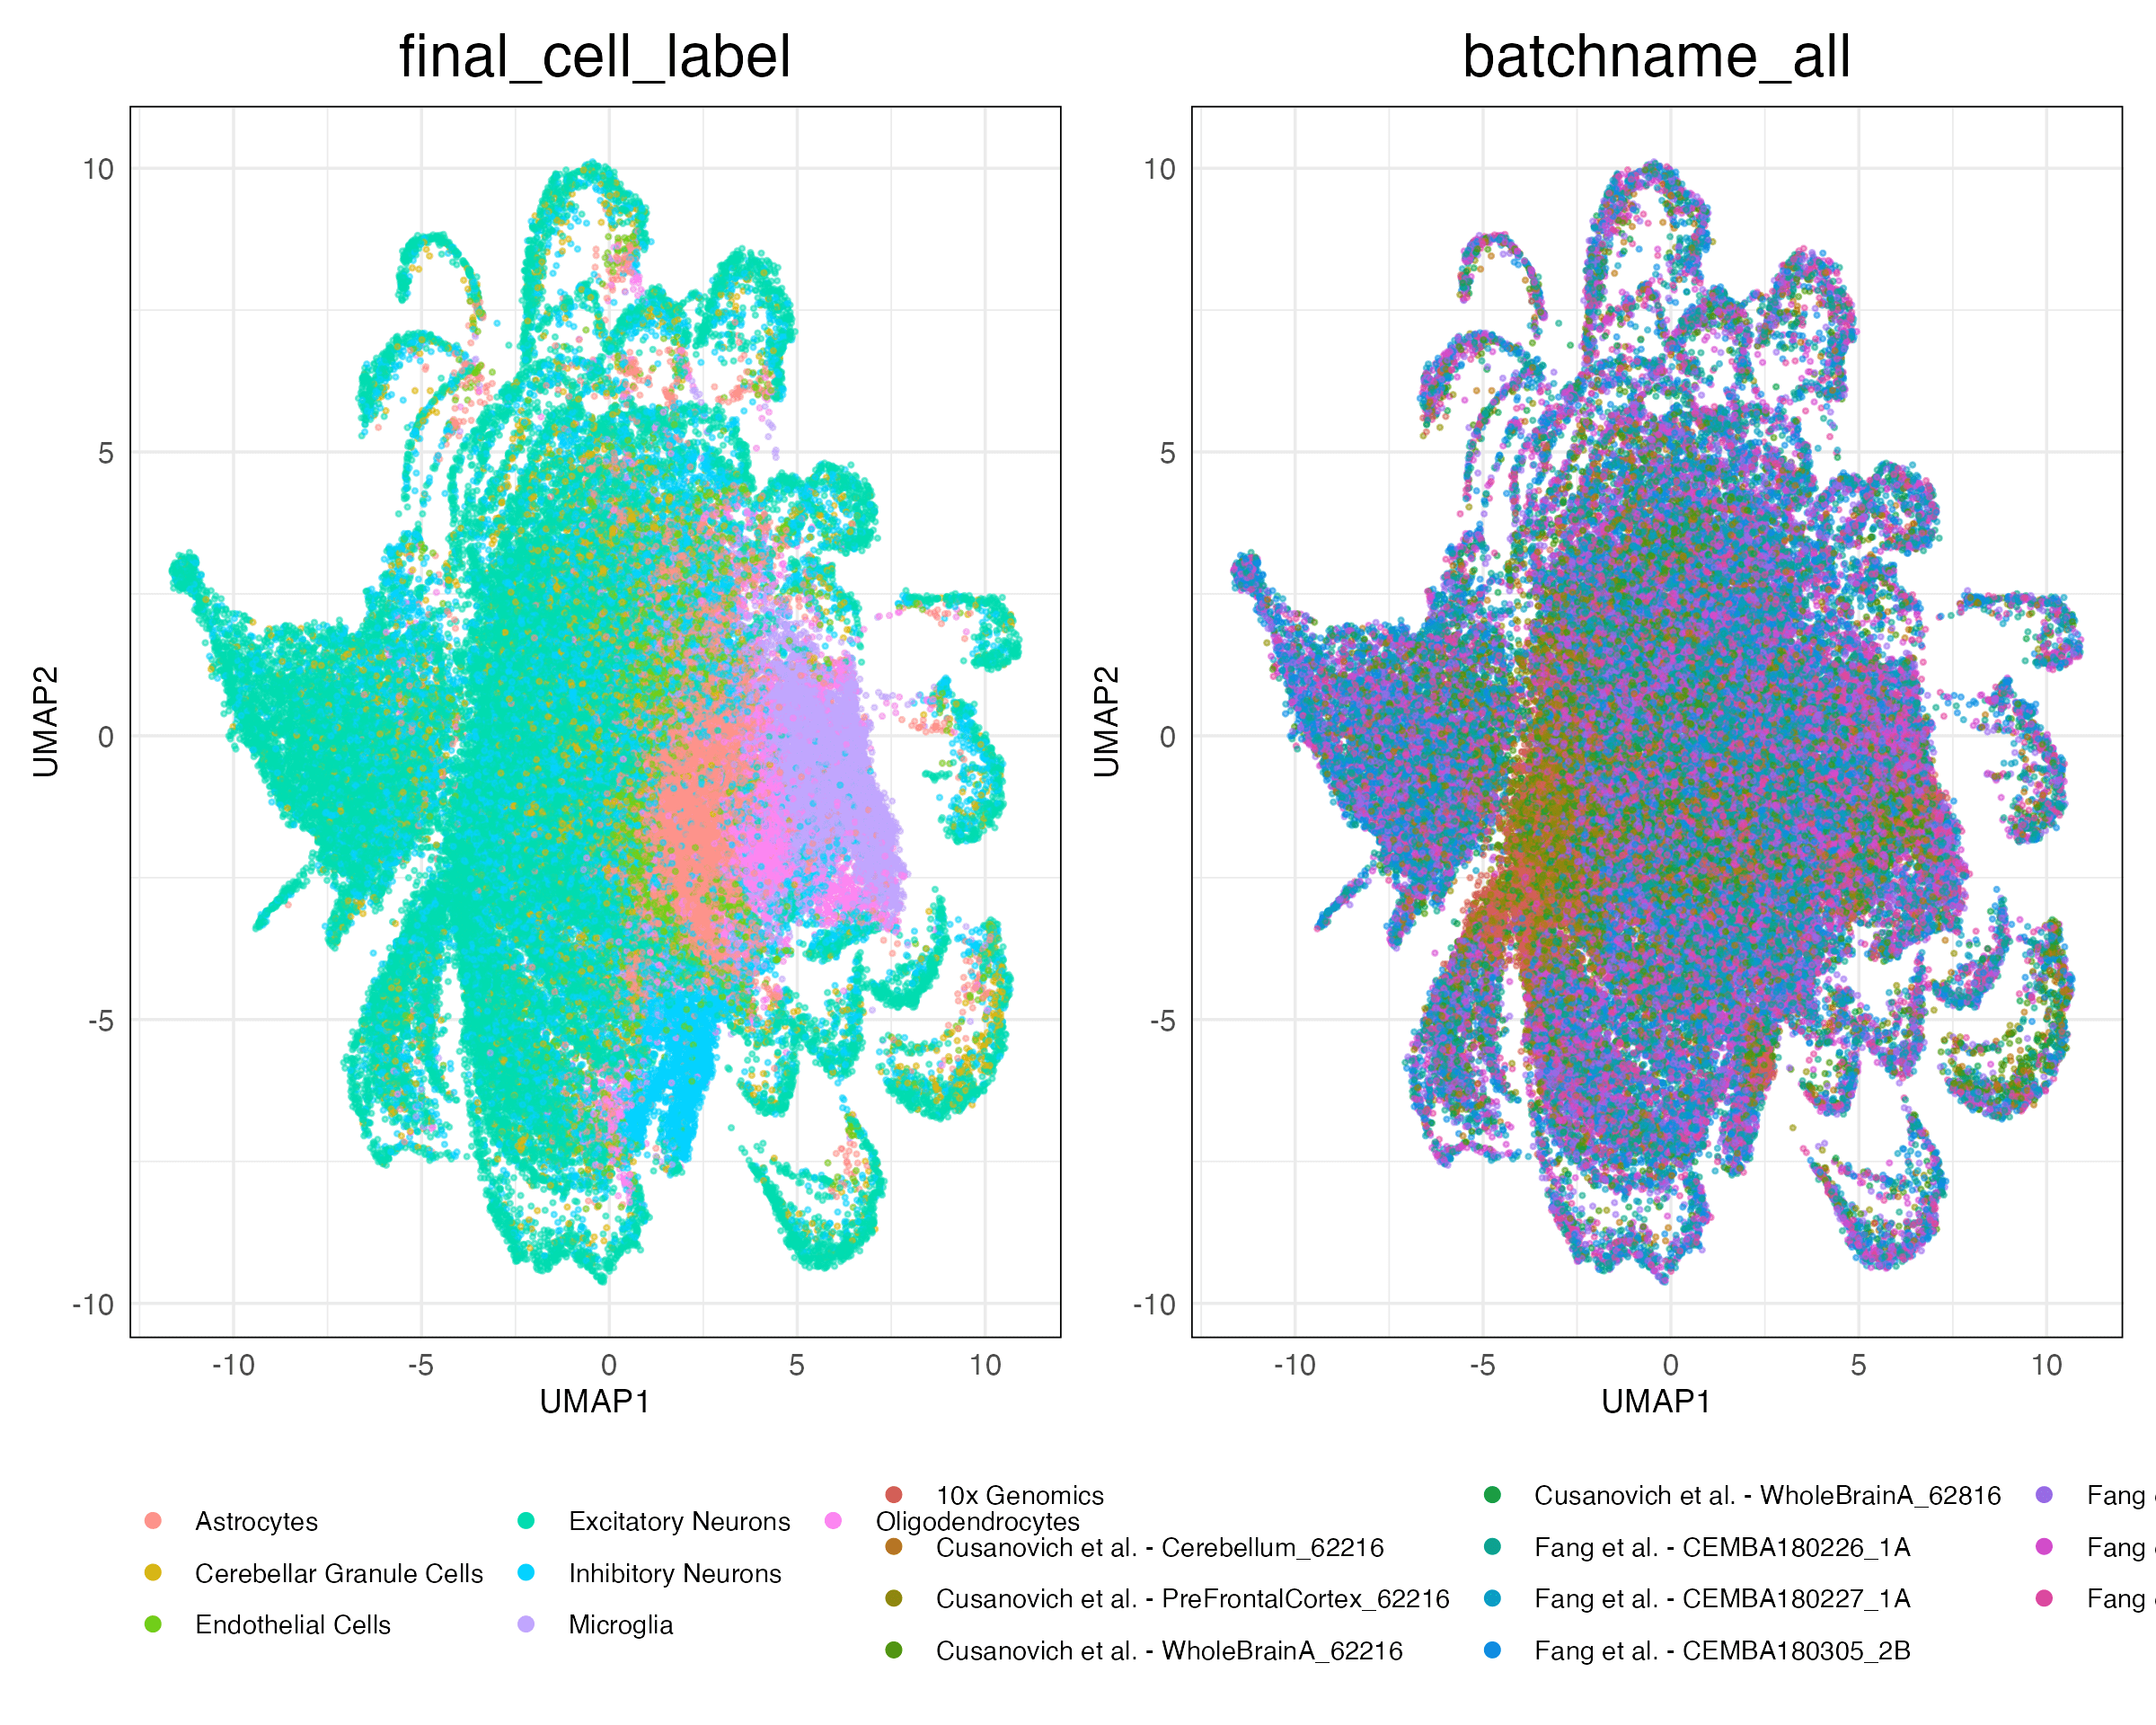 final_cell_label
batchname_all
10
5
0
-5
-10
UMAP2
-10
-5
0
5
10
UMAP1
10
5
0
-5
-10
UMAP2
-10
-5
0
5
10
UMAP1
Astrocytes
Cerebellar Granule Cells
Endothelial Cells
Excitatory Neurons
Inhibitory Neurons
Microglia
Oligodendrocytes
10x Genomics
Cusanovich et al. - Cerebellum_62216
Cusanovich et al. - PreFrontalCortex_62216
Cusanovich et al. - WholeBrainA_62216
Cusanovich et al. - WholeBrainA_62816
Fang et al. - CEMBA180226_1A
Fang et al. - CEMBA180227_1A
Fang et al. - CEMBA180305_2B
Fang
Fang
Fang